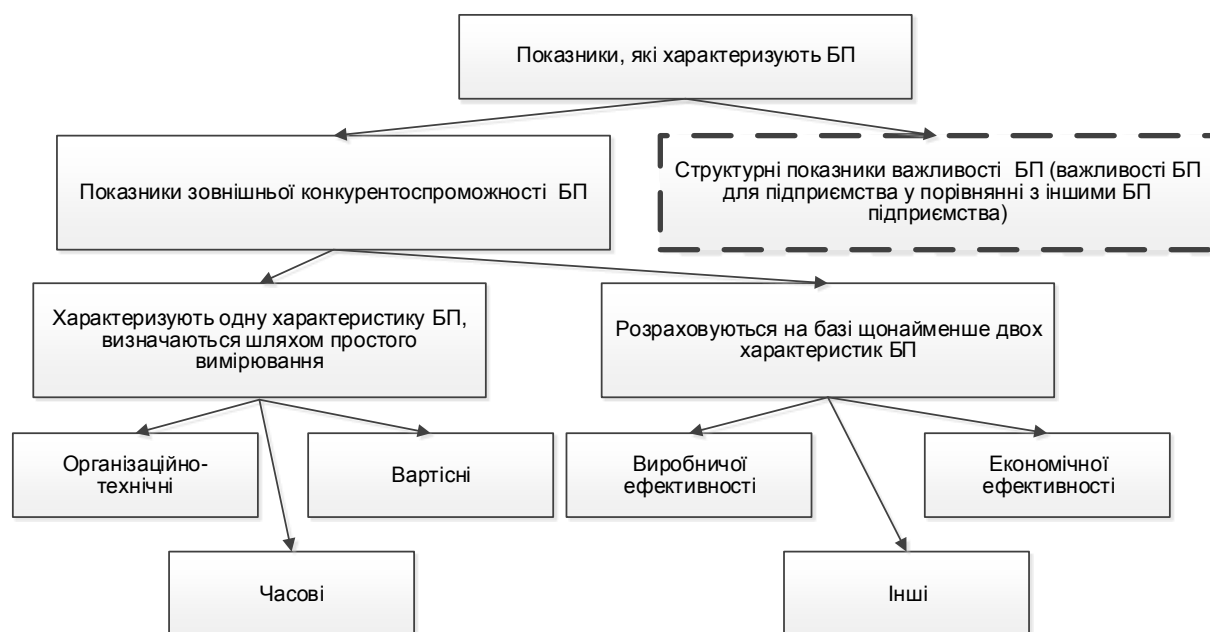 Показники, які характеризують БП
Показники зовнішньої конкурентоспроможності БП
Структурні показники важливості БП (важливості БП
для підприємства у порівнянні з іншими БП
підприємства)
Характеризують одну характеристику БП,
визначаються шляхом простого
вимірювання
Розраховуються на базі щонайменше двох
характеристик БП
Організаційно-
технічні
Вартісні
Виробничої
ефективності
Економічної
ефективності
Часові
Інші